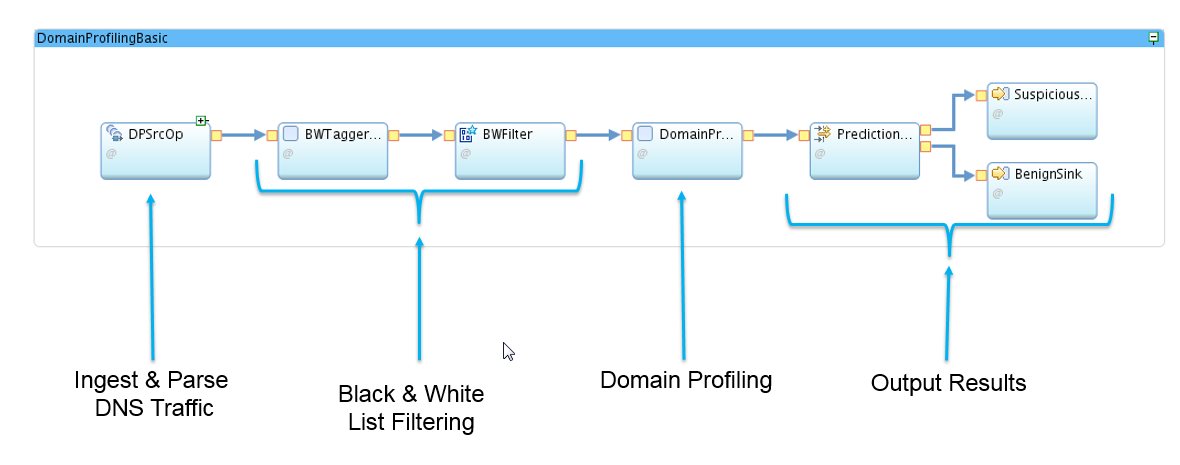 DomainProfilingBasic
DPSrcOp
@
BWTagger...
@
BWFilter
@
DomainPr...
@
Prediction...
@
Suspicious...
@
BenignSink
@
Ingest & Parse
DNS Traffic
Black & White
List Filtering
Domain Profiling
Output Results